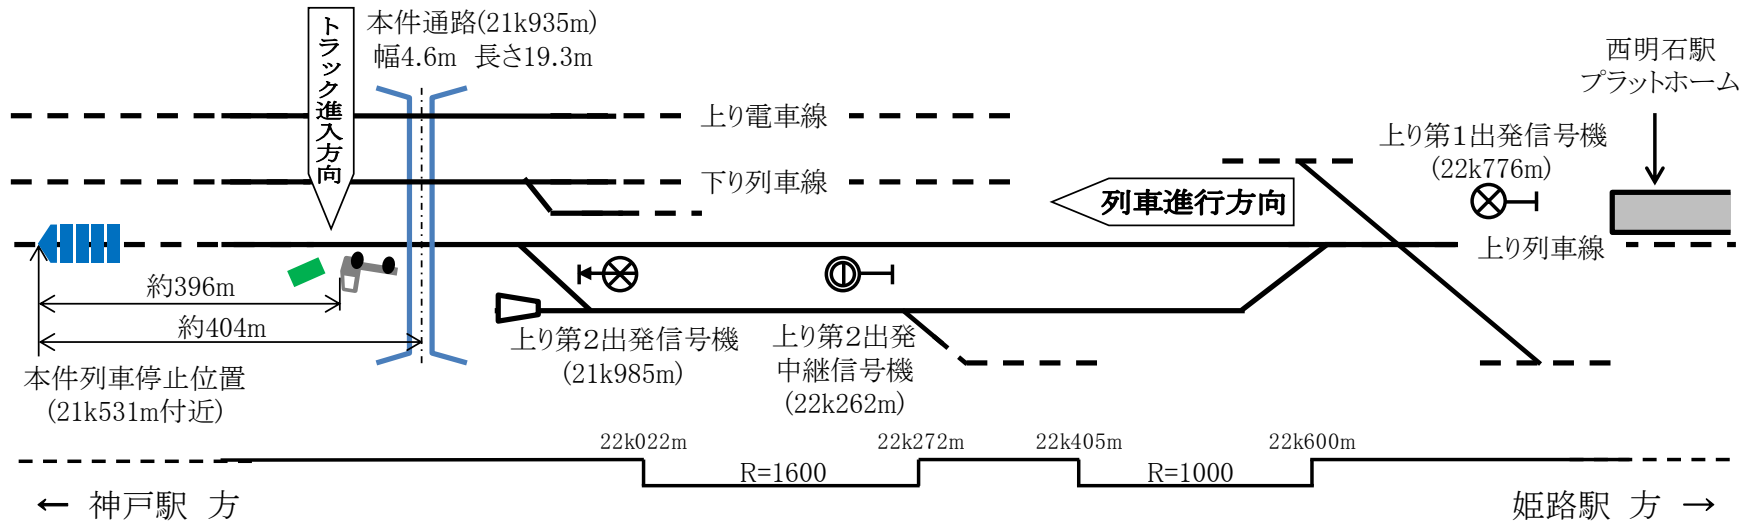 トラック進入方向
本件通路(21k935m)
幅4.6m 長さ19.3m
西明石駅
プラットホーム
上り電車線
上り第1出発信号機
(22k776m)
下り列車線
列車進行方向
上り列車線
約396m
約404m
上り第2出発信号機
(21k985m)
上り第2出発
中継信号機
(22k262m)
本件列車停止位置
(21k531m付近)
22k022m
22k272m
22k405m
22k600m
R=1600
R=1000
← 神戸駅 方
姫路駅 方 →